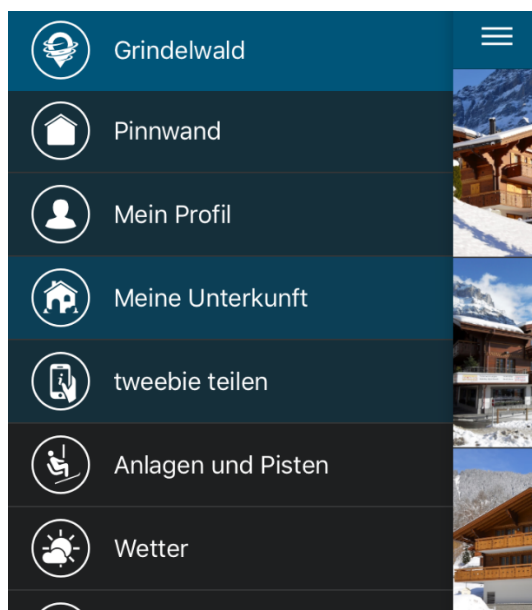 Grindelwald
Pinnwand
Mein Profil
Meine Unterkunft
tweebie teilen
Anlagen und Pisten
Wetter